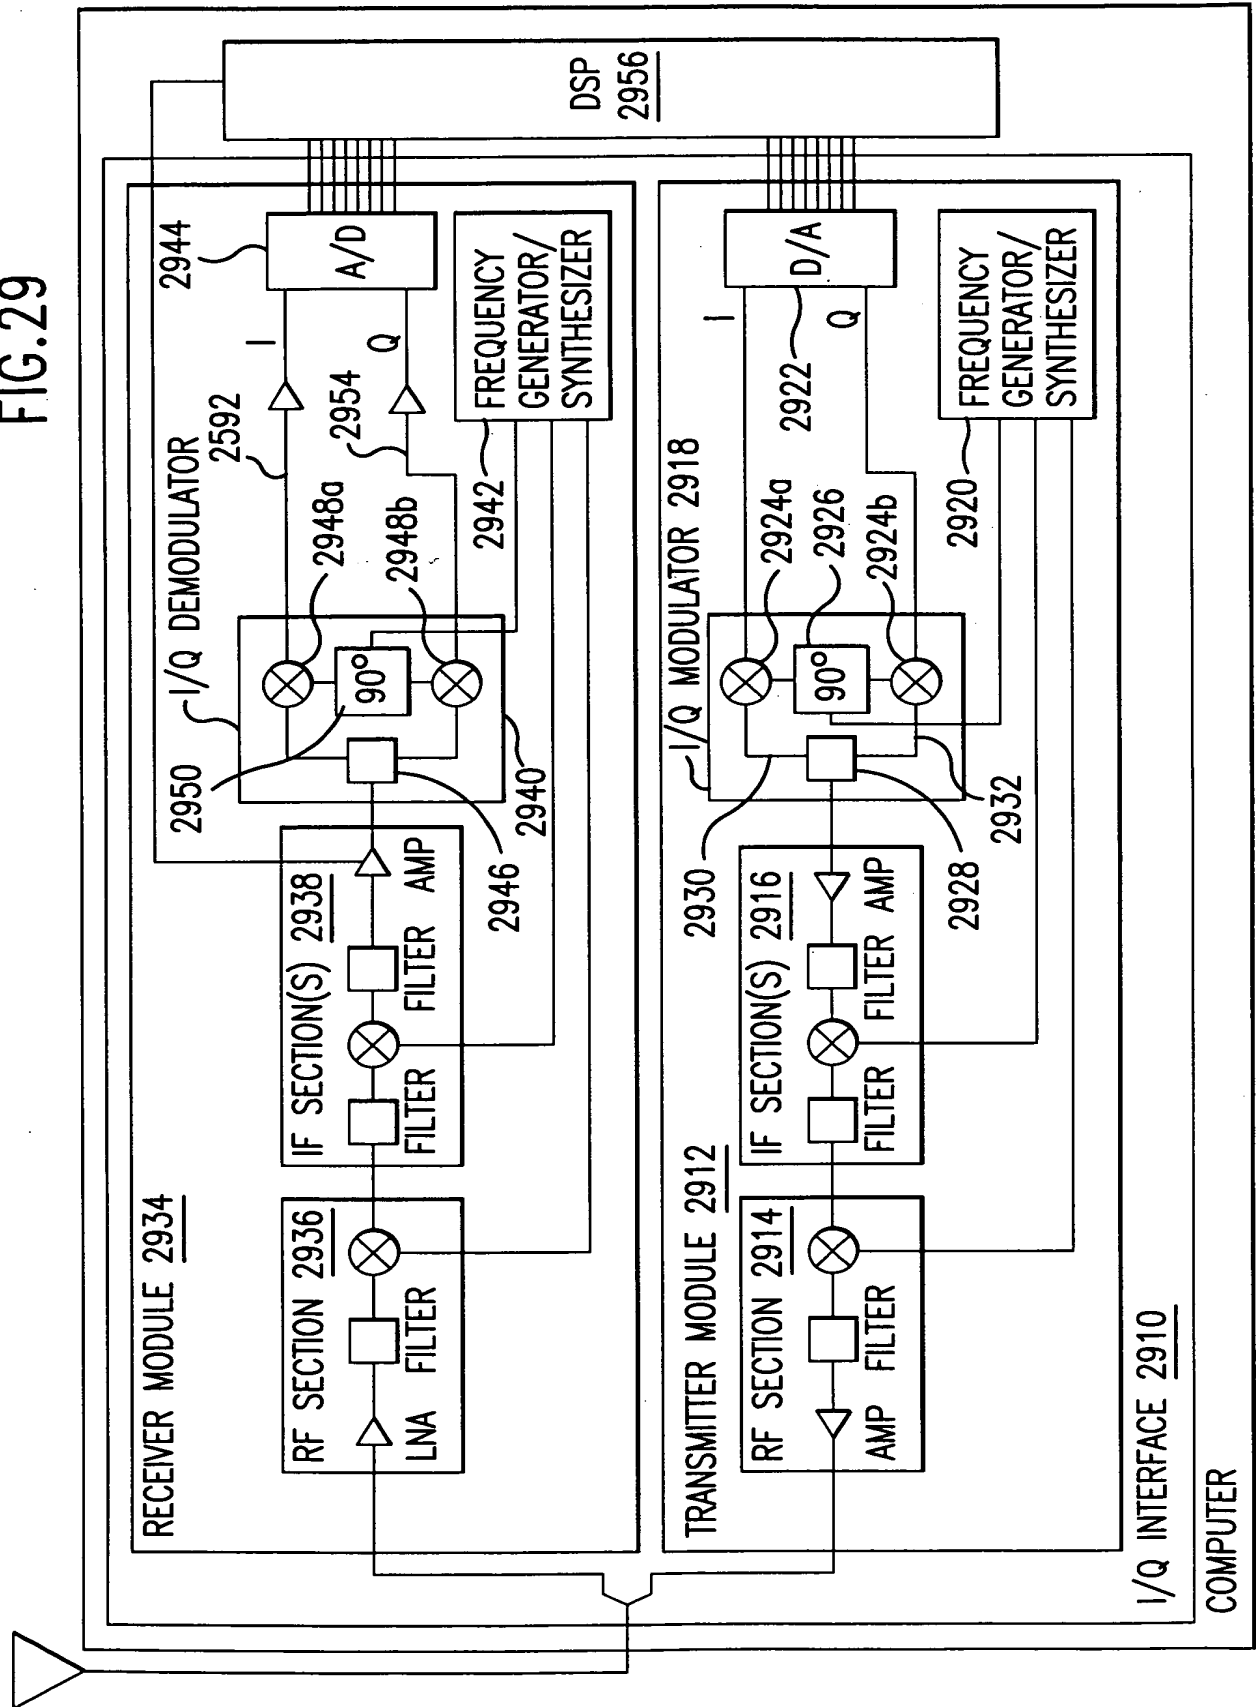 FIG.29
RECEIVER MODULE 2934
RF SECTION 2936
LNA
FILTER
IF SECTION(S) 2938
FILTER
FILTER
AMP
2950
2946
2940
I/Q DEMODULATOR
90°
2948a
2948b
2592
2954
I
Q
2944
A/D
2942
FREQUENCY
GENERATOR/
SYNTHESIZER
DSP
2956
TRANSMITTER MODULE 2912
RF SECTION 2914
AMP
FILTER
IF SECTION(S) 2916
FILTER
FILTER
AMP
2930
2928
2932
I/Q MODULATOR 2918
90°
2924a
2926
2924b
I
Q
2922
D/A
2920
FREQUENCY
GENERATOR/
SYNTHESIZER
I/Q INTERFACE 2910
COMPUTER